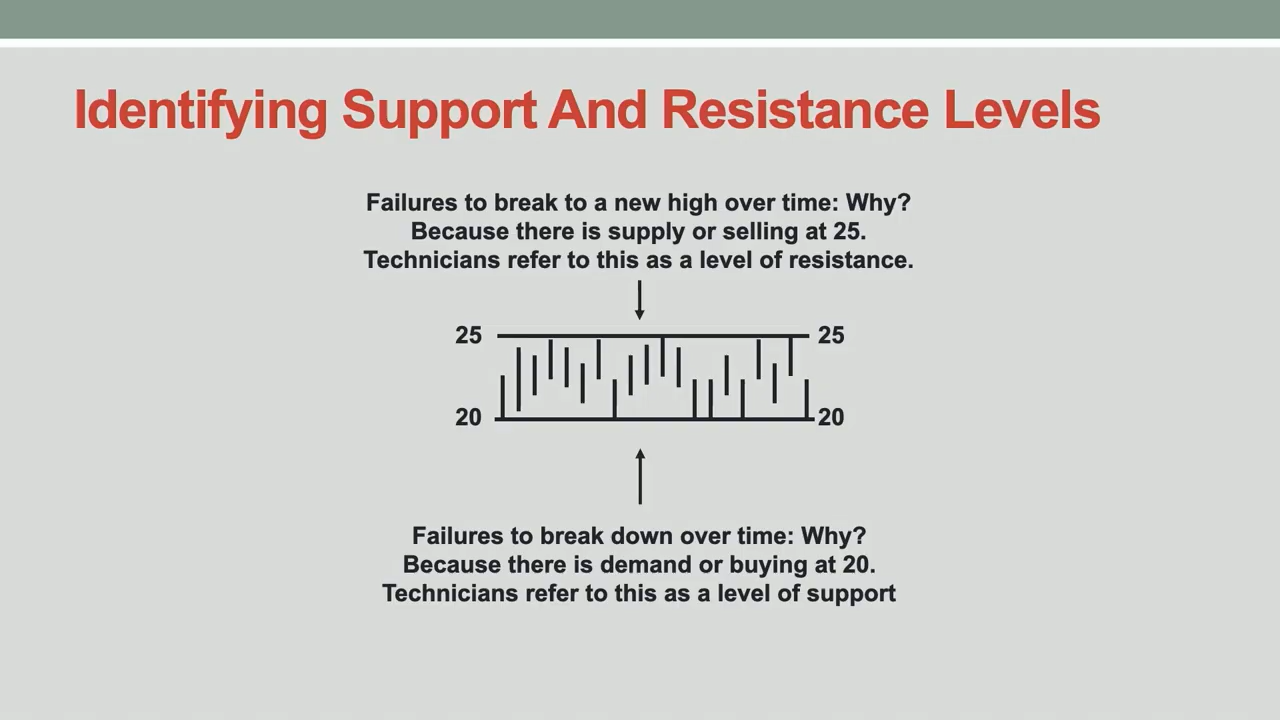 Identifying Support And Resistance Levels
Failures to break to a new high over time: Why?
Because there is supply or selling at 25.
Technicians refer to this as a level of resistance.
25 25
20 20
Failures to break down over time: Why?
Because there is demand or buying at 20.
Technicians refer to this as a level of support